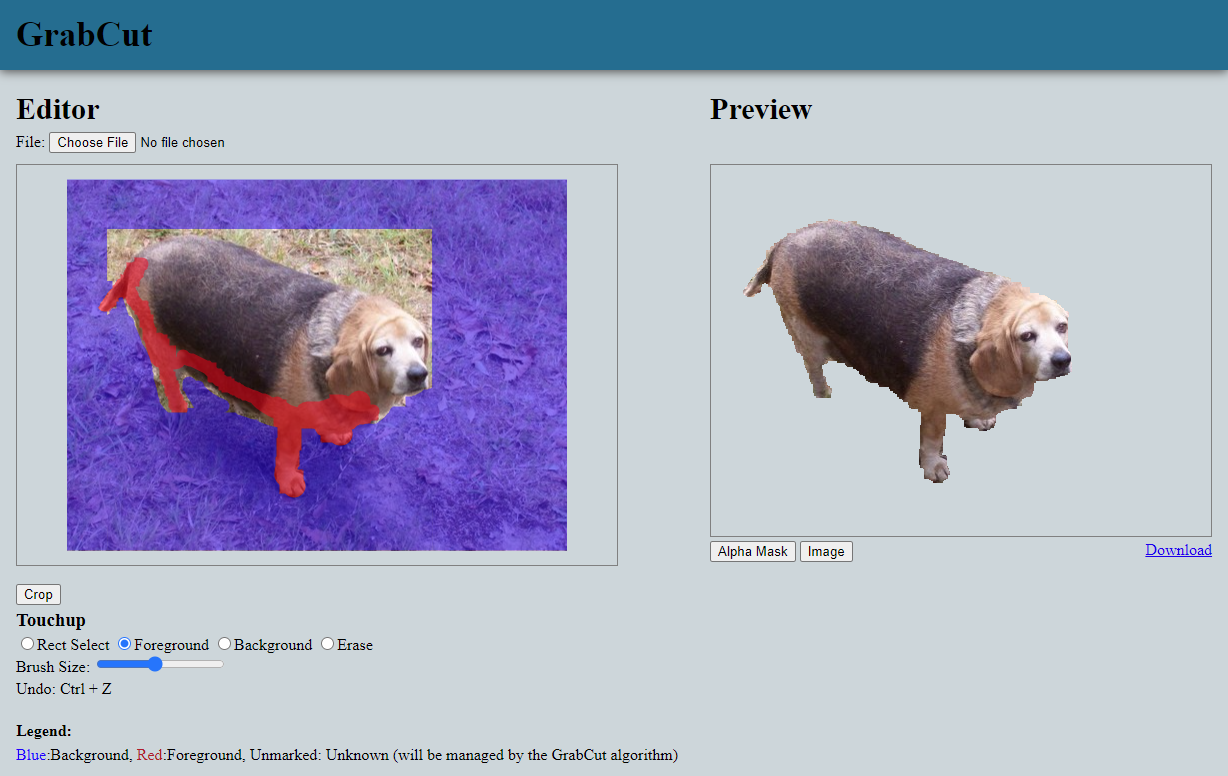 GrabCut
Editor
Preview
File: Choose File No file chosen
Alpha Mask Image Download
Crop
Touchup
Rect Select Foreground Background Erase
Brush Size:
Undo: Ctrl + Z
Legend:
Blue:Background, Red:Foreground, Unmarked: Unknown (will be managed by the GrabCut algorithm)